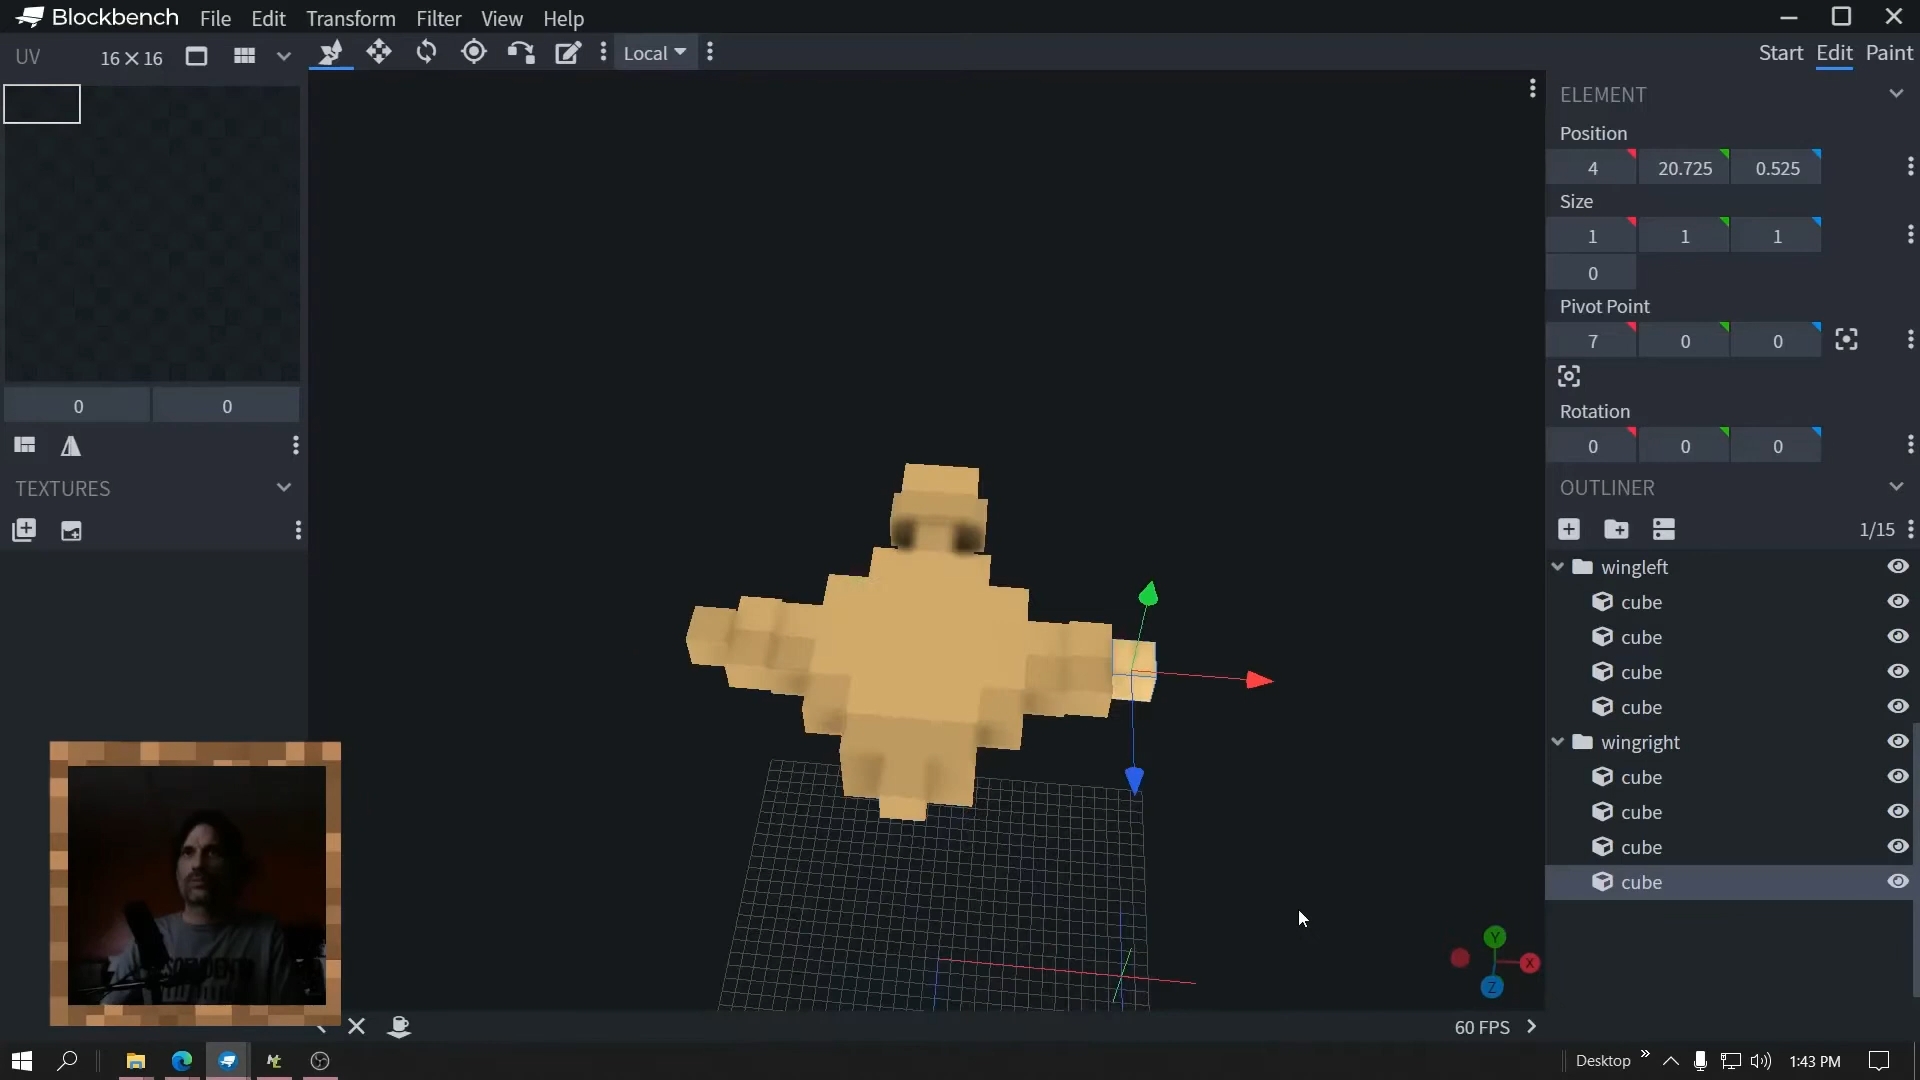 Blockbench File Edit Transform Filter View Help
UV 16×16 Local Start Edit Paint
ELEMENT
Position
4 20.725 0.525
Size
1 1 1
0
Pivot Point
7 0 0
0 0
Rotation
0 0 0
TEXTURES
OUTLINER
1/15
wingleft
cube
cube
cube
cube
wingright
cube
cube
cube
cube
Y
X
Z
60 FPS
Desktop 1:43 PM